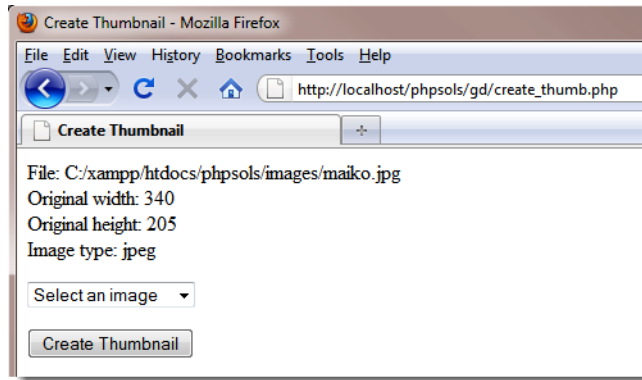 Create Thumbnail - Mozilla Firefox
File Edit View History Bookmarks Tools Help
http://localhost/phpsols/gd/create_thumb.php
Create Thumbnail
File: C:/xampp/htdocs/phpsols/images/maiko.jpg
Original width: 340
Original height: 205
Image type: jpeg
Select an image
Create Thumbnail